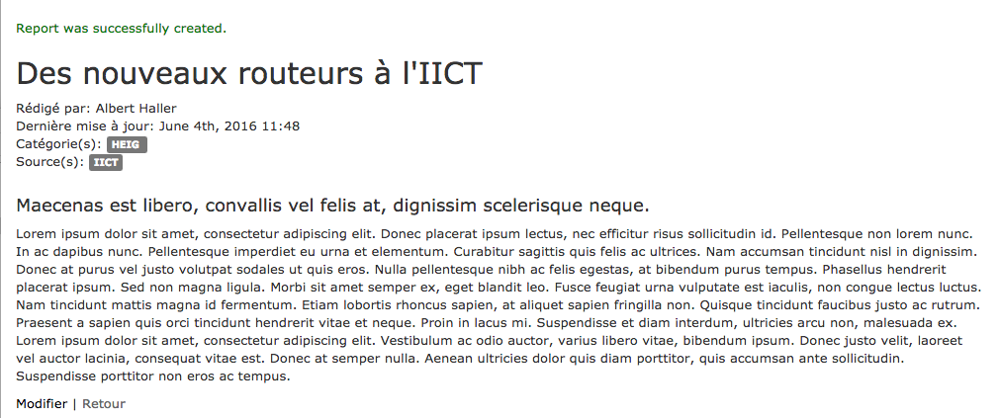 Report was successfully created.
Des nouveaux routeurs à l'IICT
Rédigé par: Albert Haller
Dernière mise à jour: June 4th, 2016 11:48
Catégorie(s): HEIG
Source(s): IICT
Maecenas est libero, convallis vel felis at, dignissim scelerisque neque.
Lorem ipsum dolor sit amet, consectetur adipiscing elit. Donec placerat ipsum lectus, nec efficitur risus sollicitudin id. Pellentesque non lorem nunc.
In ac dapibus nunc. Pellentesque imperdiet eu urna et elementum. Curabitur sagittis quis felis ac ultrices. Nam accumsan tincidunt nisl in dignissim.
Donec at purus vel justo volutpat sodales ut quis eros. Nulla pellentesque nibh ac felis egestas, at bibendum purus tempus. Phasellus hendrerit
placerat ipsum. Sed non magna ligula. Morbi sit amet semper ex, eget blandit leo. Fusce feugiat urna vulputate est iaculis, non congue lectus luctus.
Nam tincidunt mattis magna id fermentum. Etiam lobortis rhoncus sapien, at aliquet sapien fringilla non. Quisque tincidunt faucibus justo ac rutrum.
Praesent a sapien quis orci tincidunt hendrerit vitae et neque. Proin in lacus mi. Suspendisse et diam interdum, ultricies arcu non, malesuada ex.
Lorem ipsum dolor sit amet, consectetur adipiscing elit. Vestibulum ac odio auctor, varius libero vitae, bibendum ipsum. Donec justo velit, laoreet
vel auctor lacinia, consequat vitae est. Donec at semper nulla. Aenean ultricies dolor quis diam porttitor, quis accumsan ante sollicitudin.
Suspendisse porttitor non eros ac tempus.
Modifier | Retour